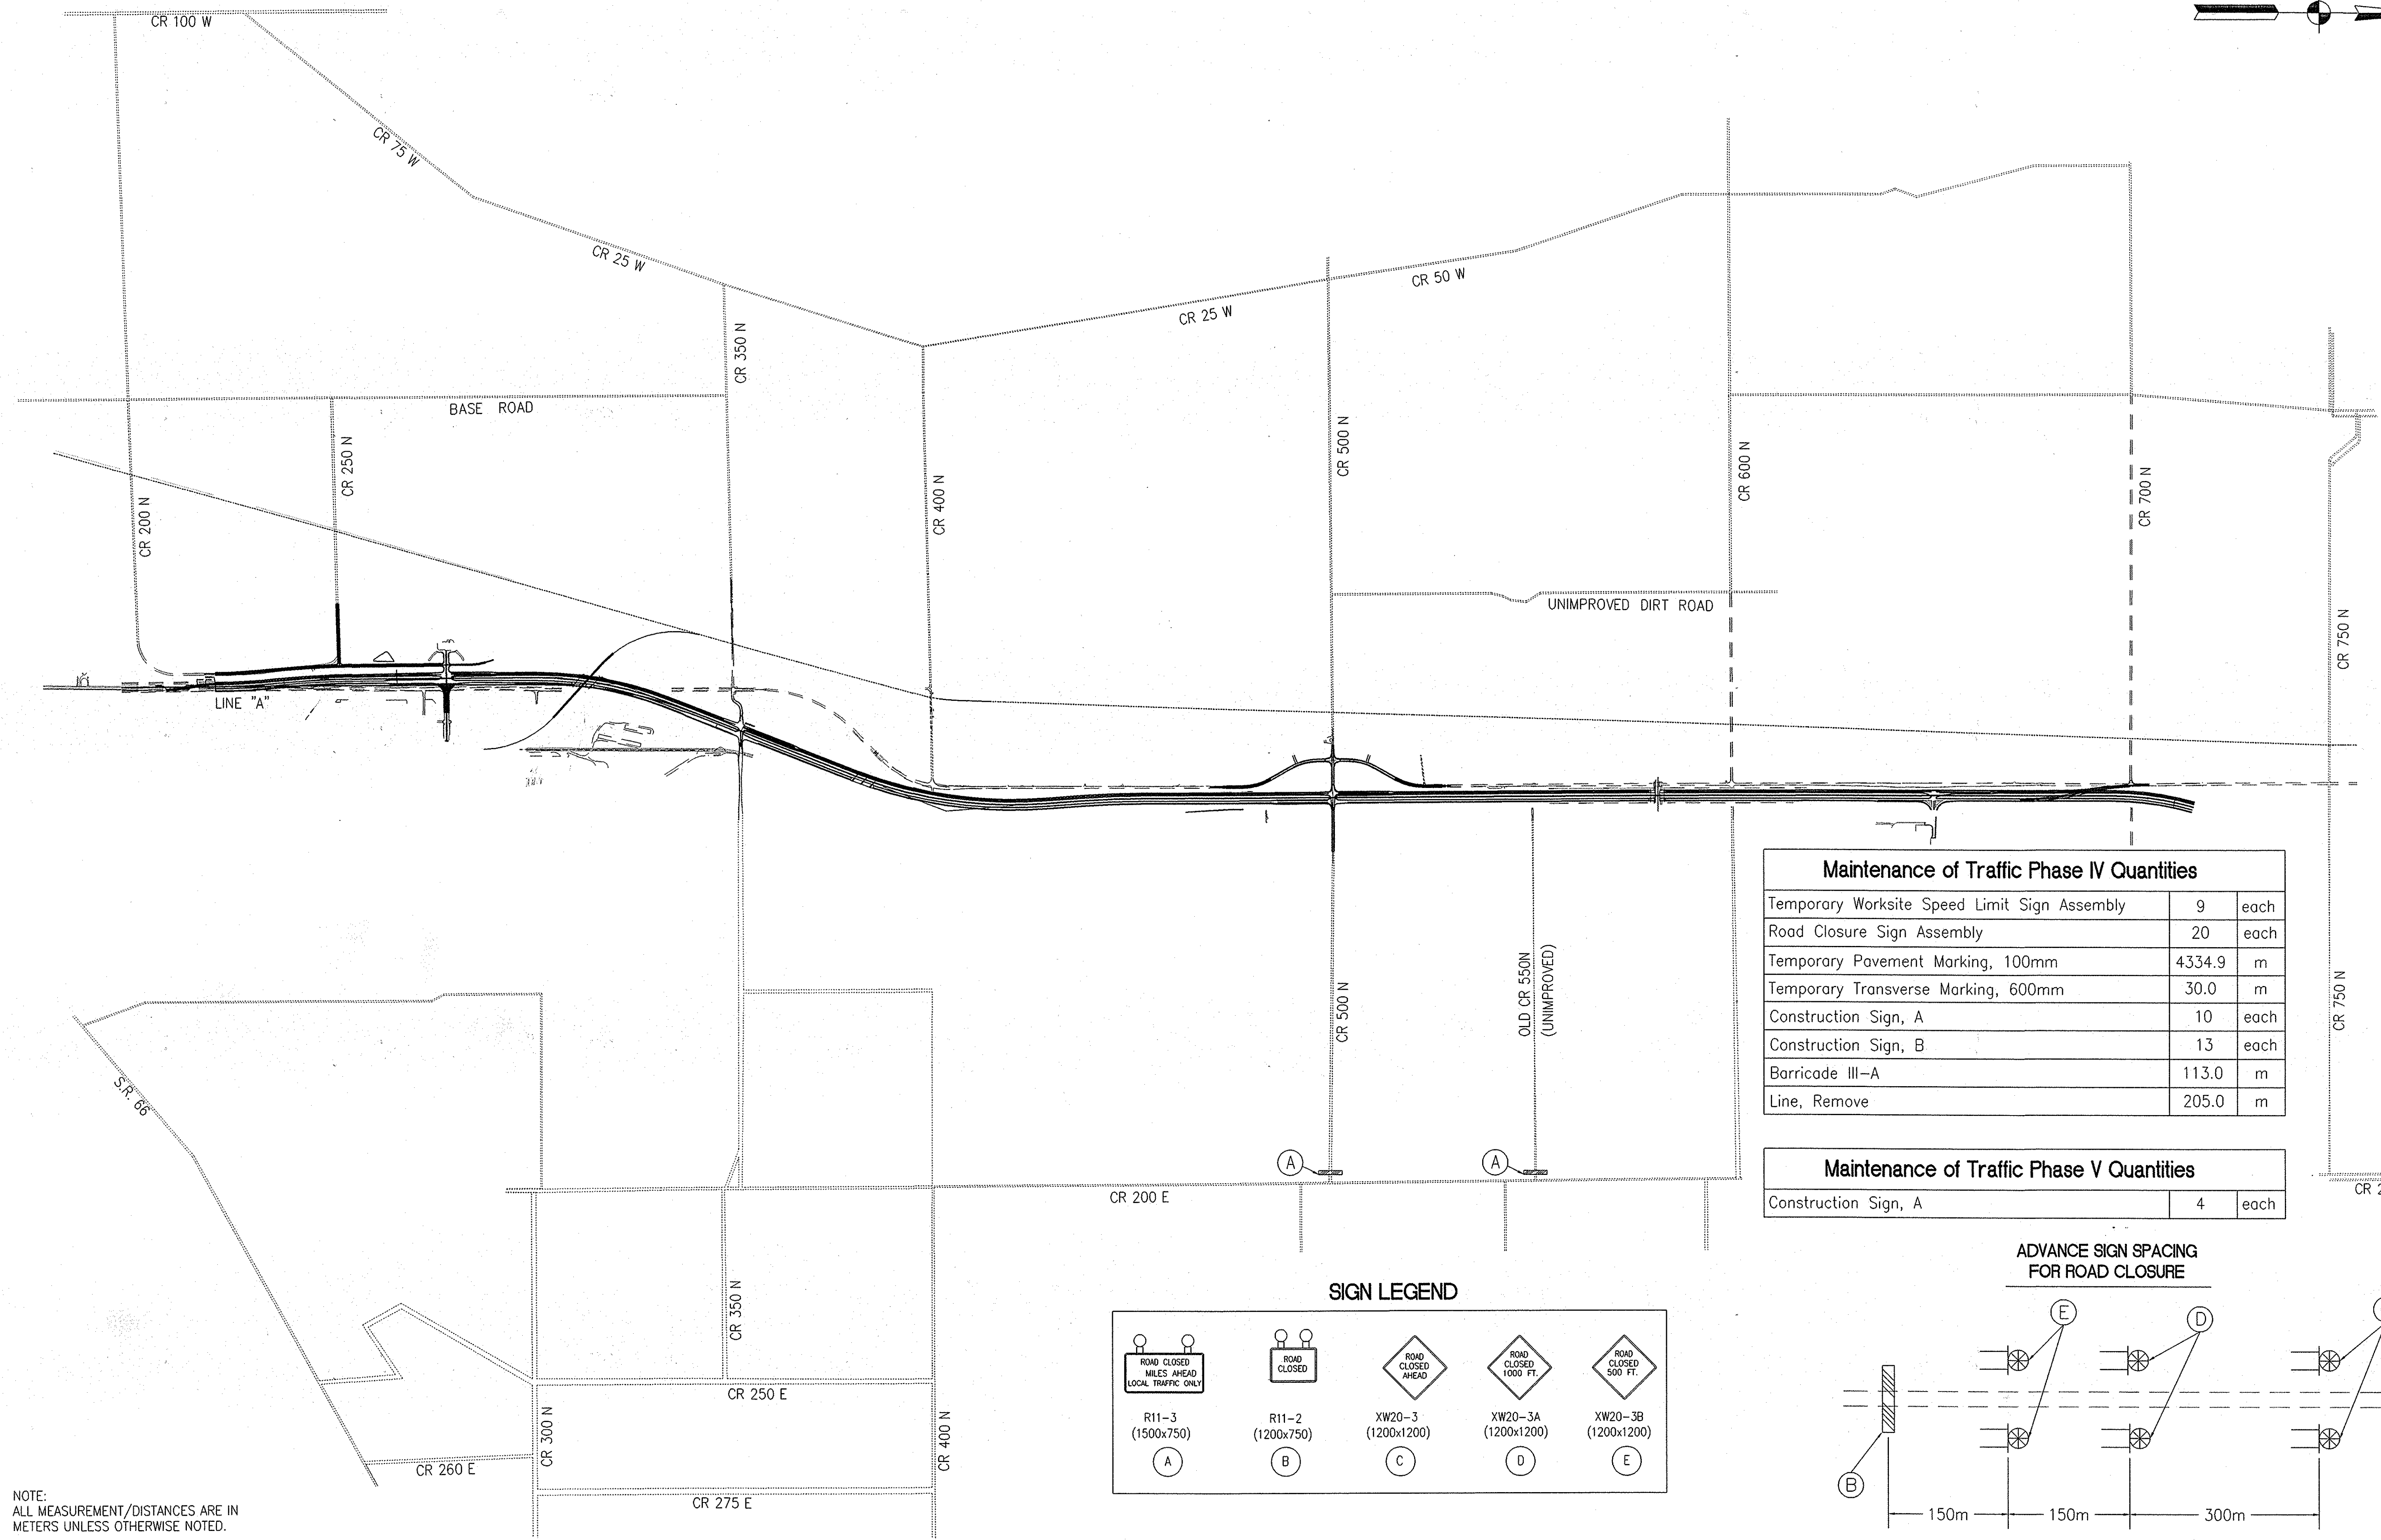 CR 100 W
CR 75 W
CR 25 W
CR 50 W
CR 25 W
CR 350 N
BASE ROAD
CR 250 N
CR 500 N
CR 600 N
CR 200 N
CR 400 N
CR 700 N
UNIMPROVED DIRT ROAD
CR 750 N
LINE "A"
Maintenance of Traffic Phase IV Quantities
Temporary Worksite Speed Limit Sign Assembly 9 each
Road Closure Sign Assembly 20 each
Temporary Pavement Marking, 100mm 4334.9 m
Temporary Transverse Marking, 600mm 30.0 m
Construction Sign, A 10 each
Construction Sign, B 13 each
Barricade III-A 113.0 m
Line, Remove 205.0 m
CR 500 N
OLD CR 550N
(UNIMPROVED)
CR 750 N
S.R. 66
A
A
Maintenance of Traffic Phase V Quantities
Construction Sign, A 4 each
CR 200 E
CR
ADVANCE SIGN SPACING
FOR ROAD CLOSURE
CR 350 N
SIGN LEGEND
ROAD CLOSED
MILES AHEAD
LOCAL TRAFFIC ONLY
R11-3
(1500x750)
A
ROAD
CLOSED
R11-2
(1200x750)
B
ROAD
CLOSED
AHEAD
XW20-3
(1200x1200)
C
ROAD
CLOSED
1000 FT.
XW20-3A
(1200x1200)
D
ROAD
CLOSED
500 FT.
XW20-3B
(1200x1200)
E
E
D
B
150m
150m
300m
CR 250 E
CR 300 N
CR 400 N
CR 260 E
CR 275 E
NOTE:
ALL MEASUREMENT/DISTANCES ARE IN
METERS UNLESS OTHERWISE NOTED.